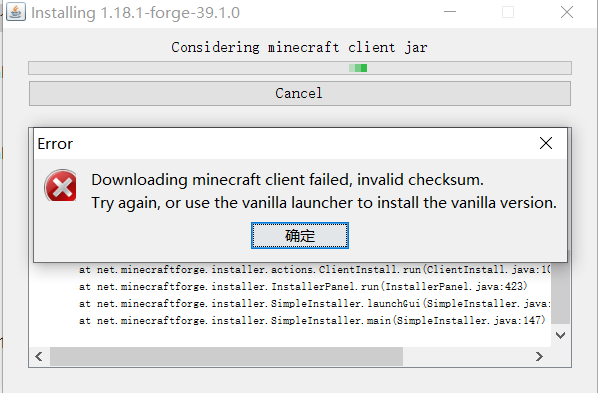 Installing 1.18.1-forge-39.1.0
Considering minecraft client jar
Cancel
Error
Downloading minecraft client failed, invalid checksum.
Try again, or use the vanilla launcher to install the vanilla version.
确定
at net.minecraftforge.installer.actions.ClientInstall.run(ClientInstall.java:10
at net.minecraftforge.installer.InstallerPanel.run(InstallerPanel.java:423)
at net.minecraftforge.installer.SimpleInstaller.launchGui(SimpleInstaller.java:
at net.minecraftforge.installer.SimpleInstaller.main(SimpleInstaller.java:147)